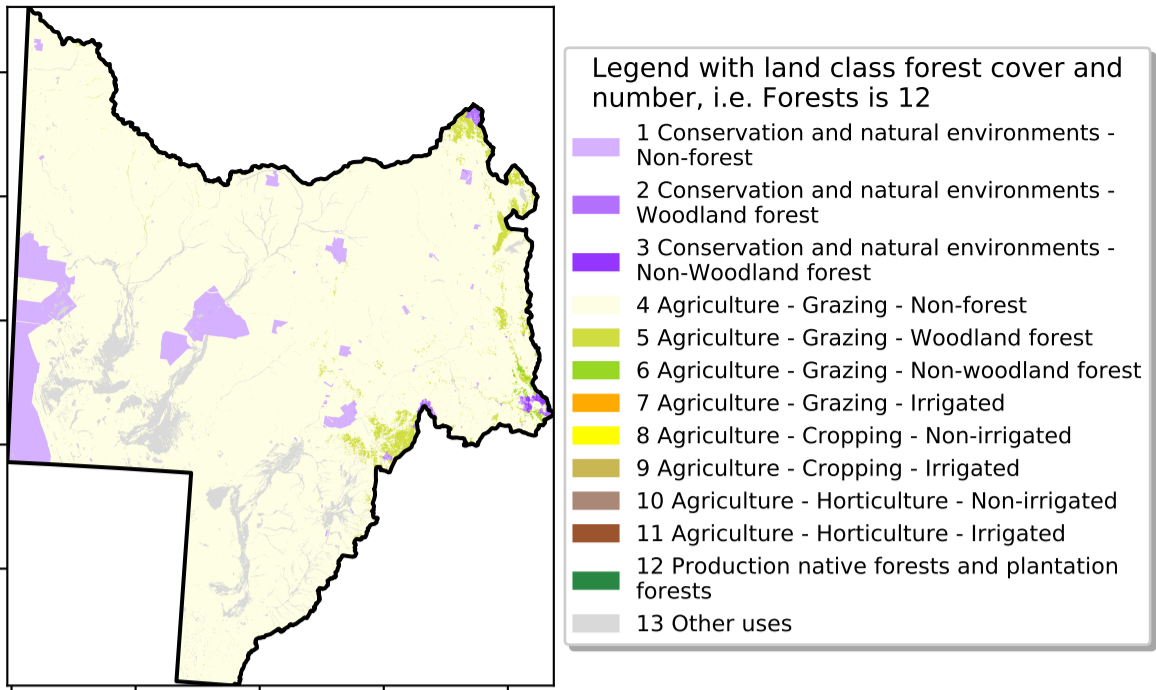 Legend with land class forest cover and
number, i.e. Forests is 12
1 Conservation and natural environments -
Non-forest
2 Conservation and natural environments -
Woodland forest
3 Conservation and natural environments -
Non-Woodland forest
4 Agriculture - Grazing - Non-forest
5 Agriculture - Grazing - Woodland forest
6 Agriculture - Grazing - Non-woodland forest
7 Agriculture - Grazing - Irrigated
8 Agriculture - Cropping - Non-irrigated
9 Agriculture - Cropping - Irrigated
10 Agriculture - Horticulture - Non-irrigated
11 Agriculture - Horticulture - Irrigated
12 Production native forests and plantation
forests
13 Other uses